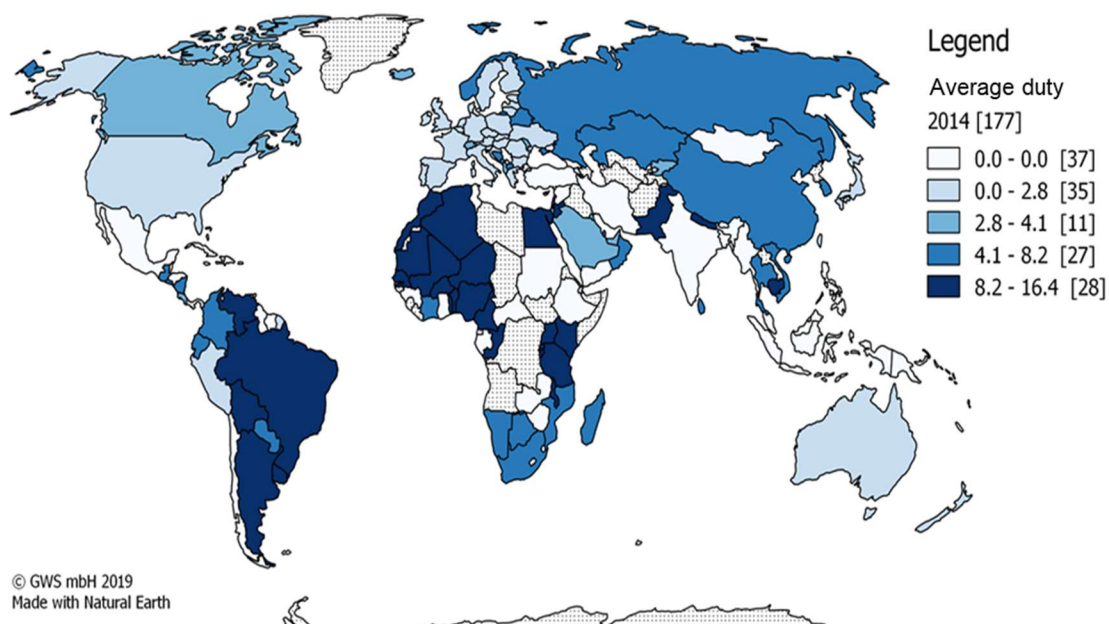 Legend
Average duty
2014 [177]
0.0 - 0.0 [37]
0.0 - 2.8 [35]
2.8 - 4.1 [11]
4.1 - 8.2 [27]
8.2 - 16.4 [28]
© GWS mbH 2019
Made with Natural Earth